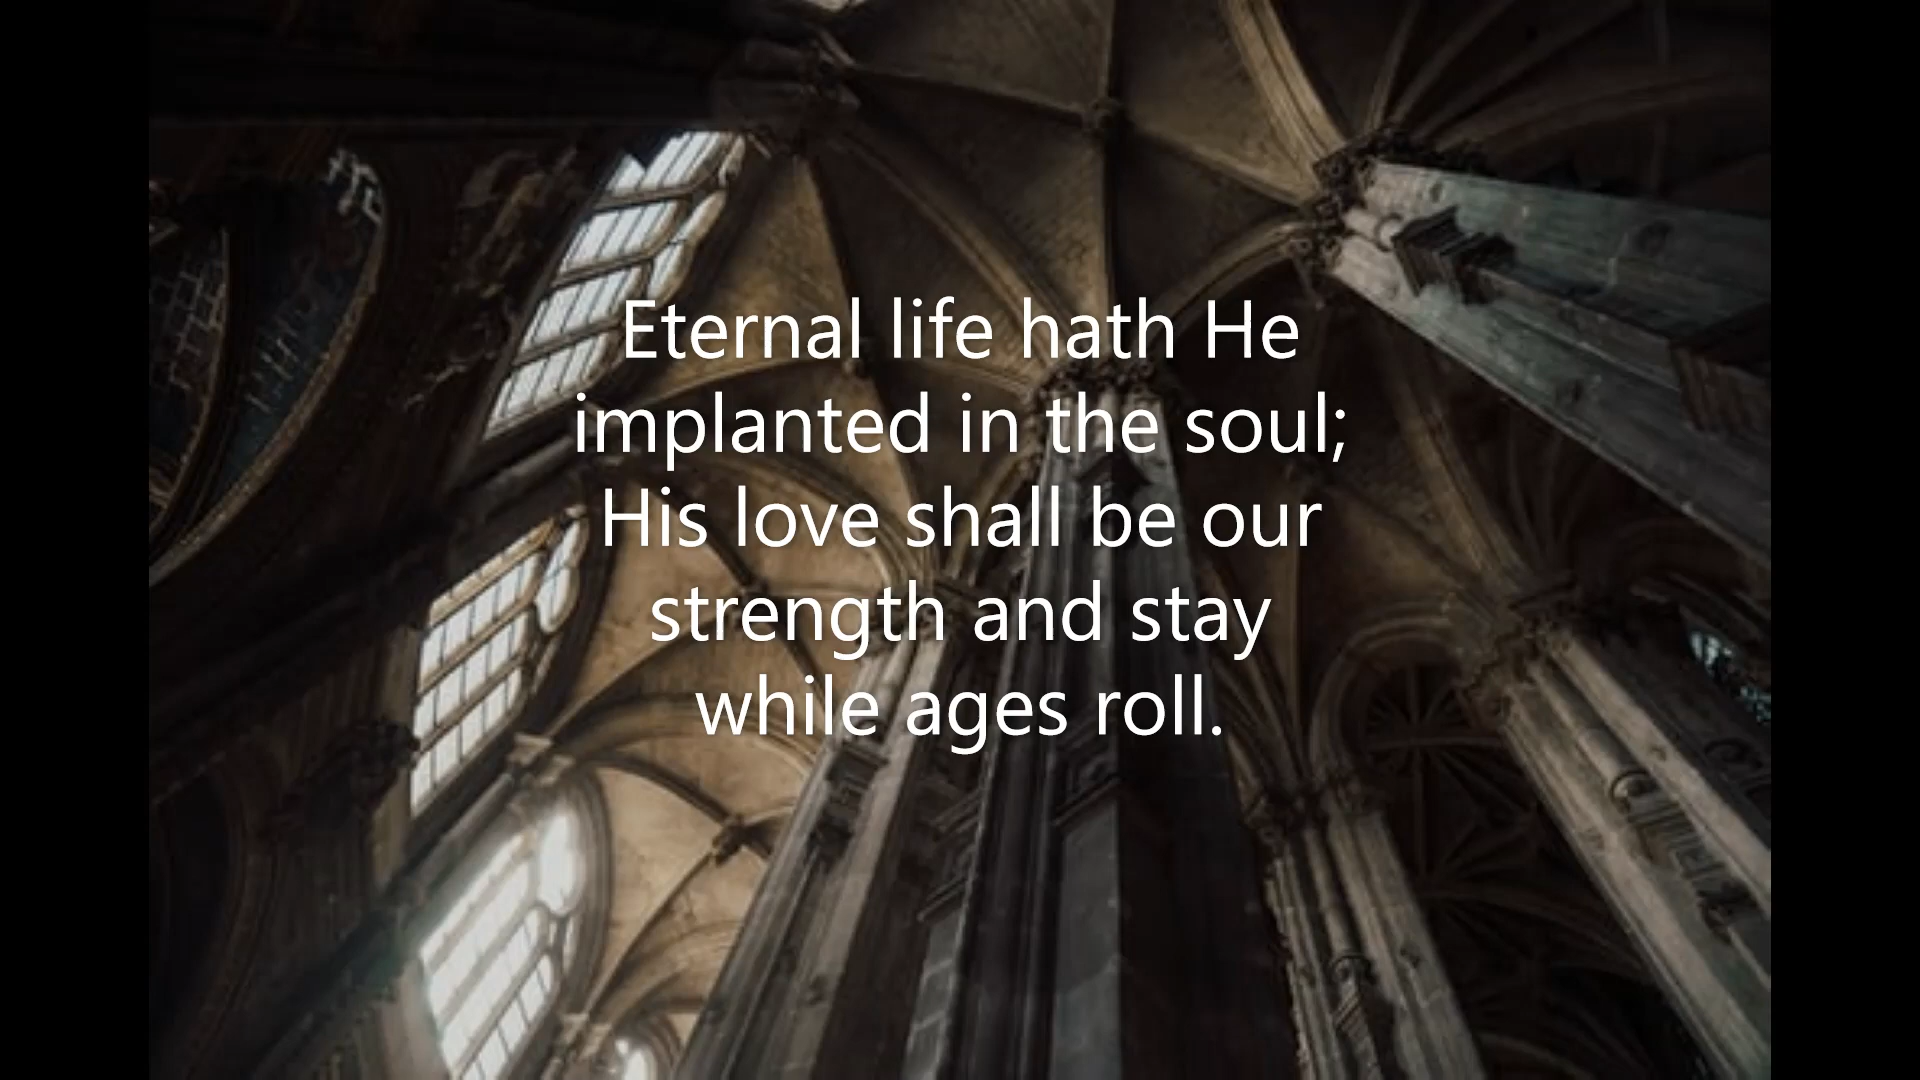 Eternal life hath He
implanted in the soul;
His love shall be our
strength and stay
while ages roll.